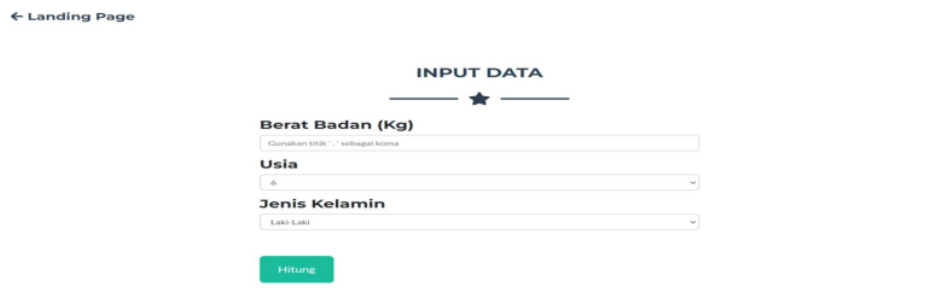 ← Landing Page
INPUT DATA
Berat Badan (Kg)
Gunakan titik ' . ' sebagai koma
Usia
6
Jenis Kelamin
Laki-Laki
Hitung